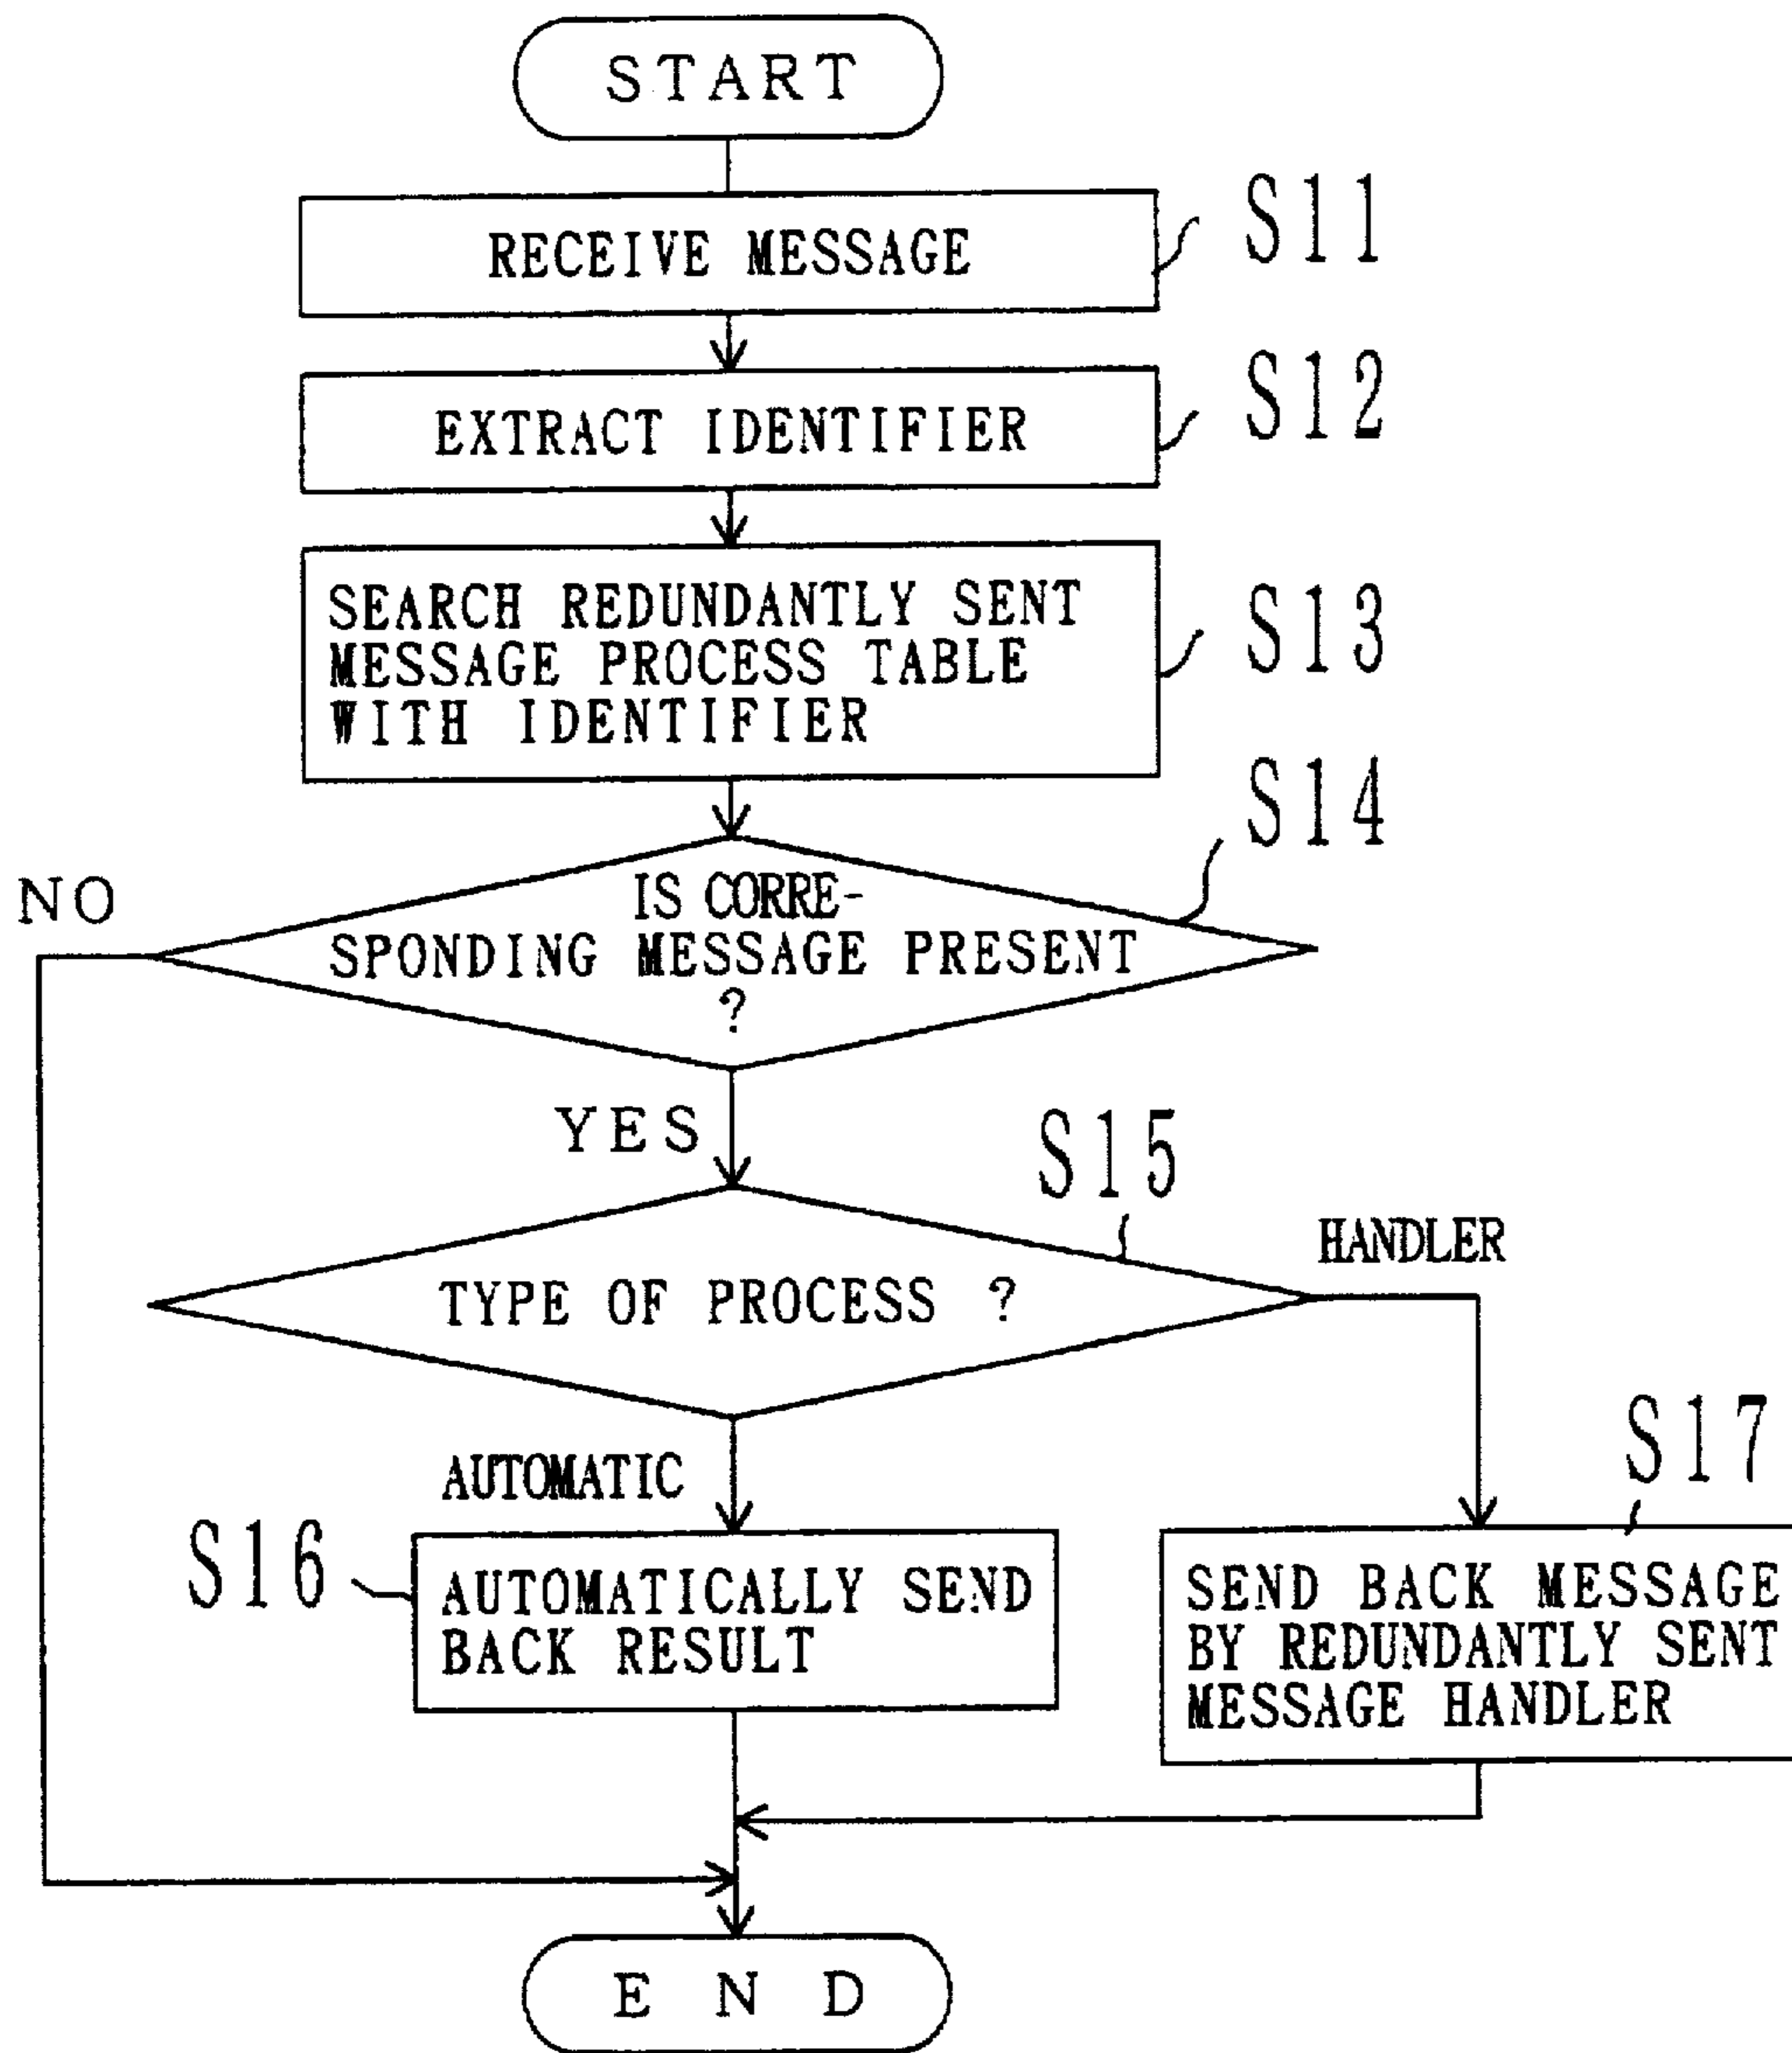 START
RECEIVE MESSAGE
S11
EXTRACT IDENTIFIER
S12
SEARCH REDUNDANTLY SENT
MESSAGE PROCESS TABLE
WITH IDENTIFIER
S13
IS CORRE-
SPONDING MESSAGE PRESENT
?
S14
NO
YES
TYPE OF PROCESS ?
S15
HANDLER
AUTOMATIC
S16
AUTOMATICALLY SEND
BACK RESULT
S17
SEND BACK MESSAGE
BY REDUNDANTLY SENT
MESSAGE HANDLER
END